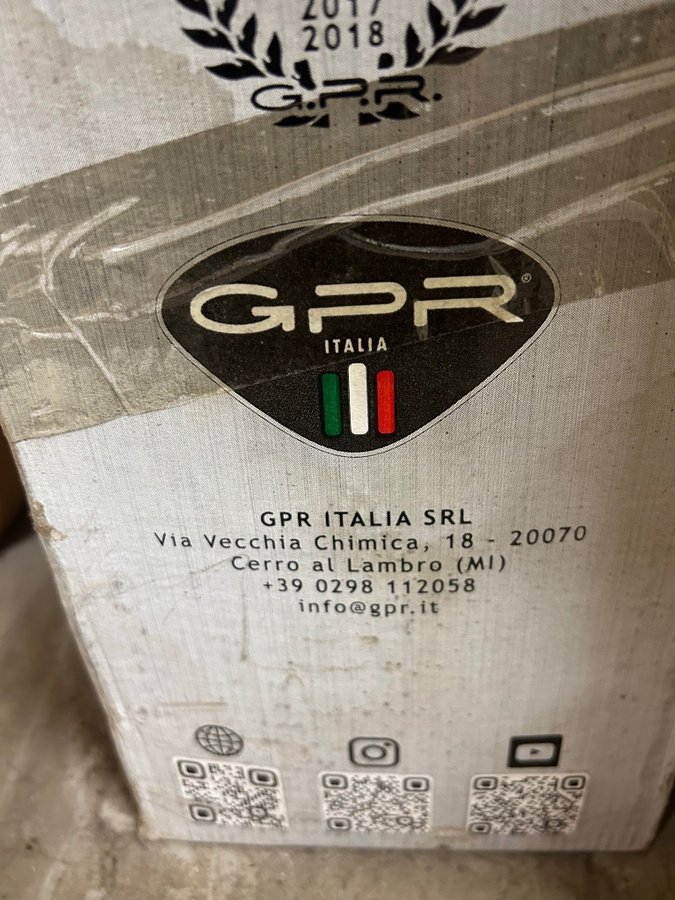 2017
2018
G.P.R.
GPR®
ITALIA
GPR ITALIA SRL
Via Vecchia Chimica, 18 - 20070
Cerro al Lambro (MI)
+39 0298 112058
info@gpr.it